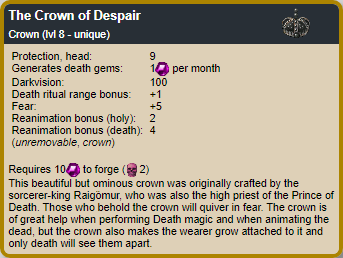 The Crown of Despair
Crown (lvl 8 - unique)
Protection, head: 9
Generates death gems: 1 per month
Darkvision: 100
Death ritual range bonus: +1
Fear: +5
Reanimation bonus (holy): 2
Reanimation bonus (death): 4
(unremovable, crown)
Requires 10 to forge (2)
This beautiful but ominous crown was originally crafted by the
sorcerer-king Raigömur, who was also the high priest of the Prince of
Death. Those who behold the crown will quiver in fear. The crown is
of great help when performing Death magic and when animating the
dead, but the crown also makes the wearer grow attached to it and
only death will see them apart.